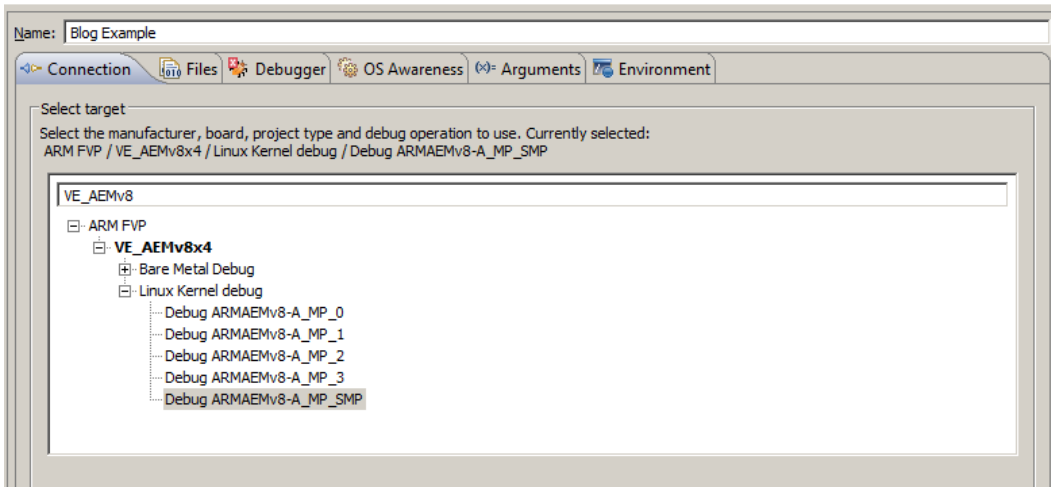 Name: Blog Example
Connection Files Debugger OS Awareness (x)= Arguments Environment
Select target
Select the manufacturer, board, project type and debug operation to use. Currently selected:
ARM FVP / VE_AEMv8x4 / Linux Kernel debug / Debug ARMAEMv8-A_MP_SMP
VE_AEMv8
ARM FVP
VE_AEMv8x4
Bare Metal Debug
Linux Kernel debug
Debug ARMAEMv8-A_MP_0
Debug ARMAEMv8-A_MP_1
Debug ARMAEMv8-A_MP_2
Debug ARMAEMv8-A_MP_3
Debug ARMAEMv8-A_MP_SMP